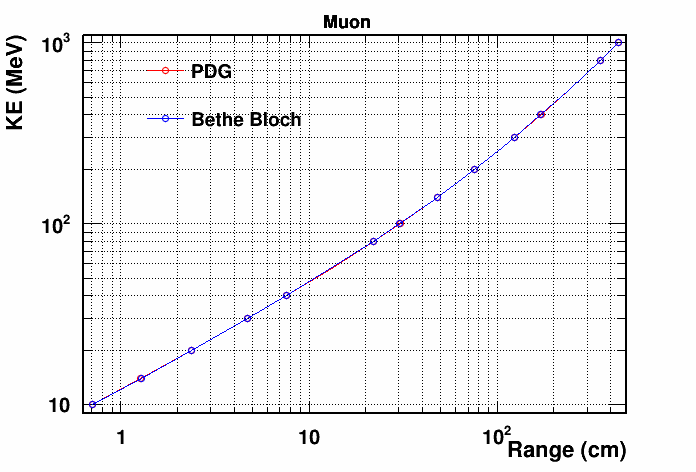 Muon
KE (MeV)
10³
10²
10
PDG
Bethe Bloch
1 10 10²
Range (cm)